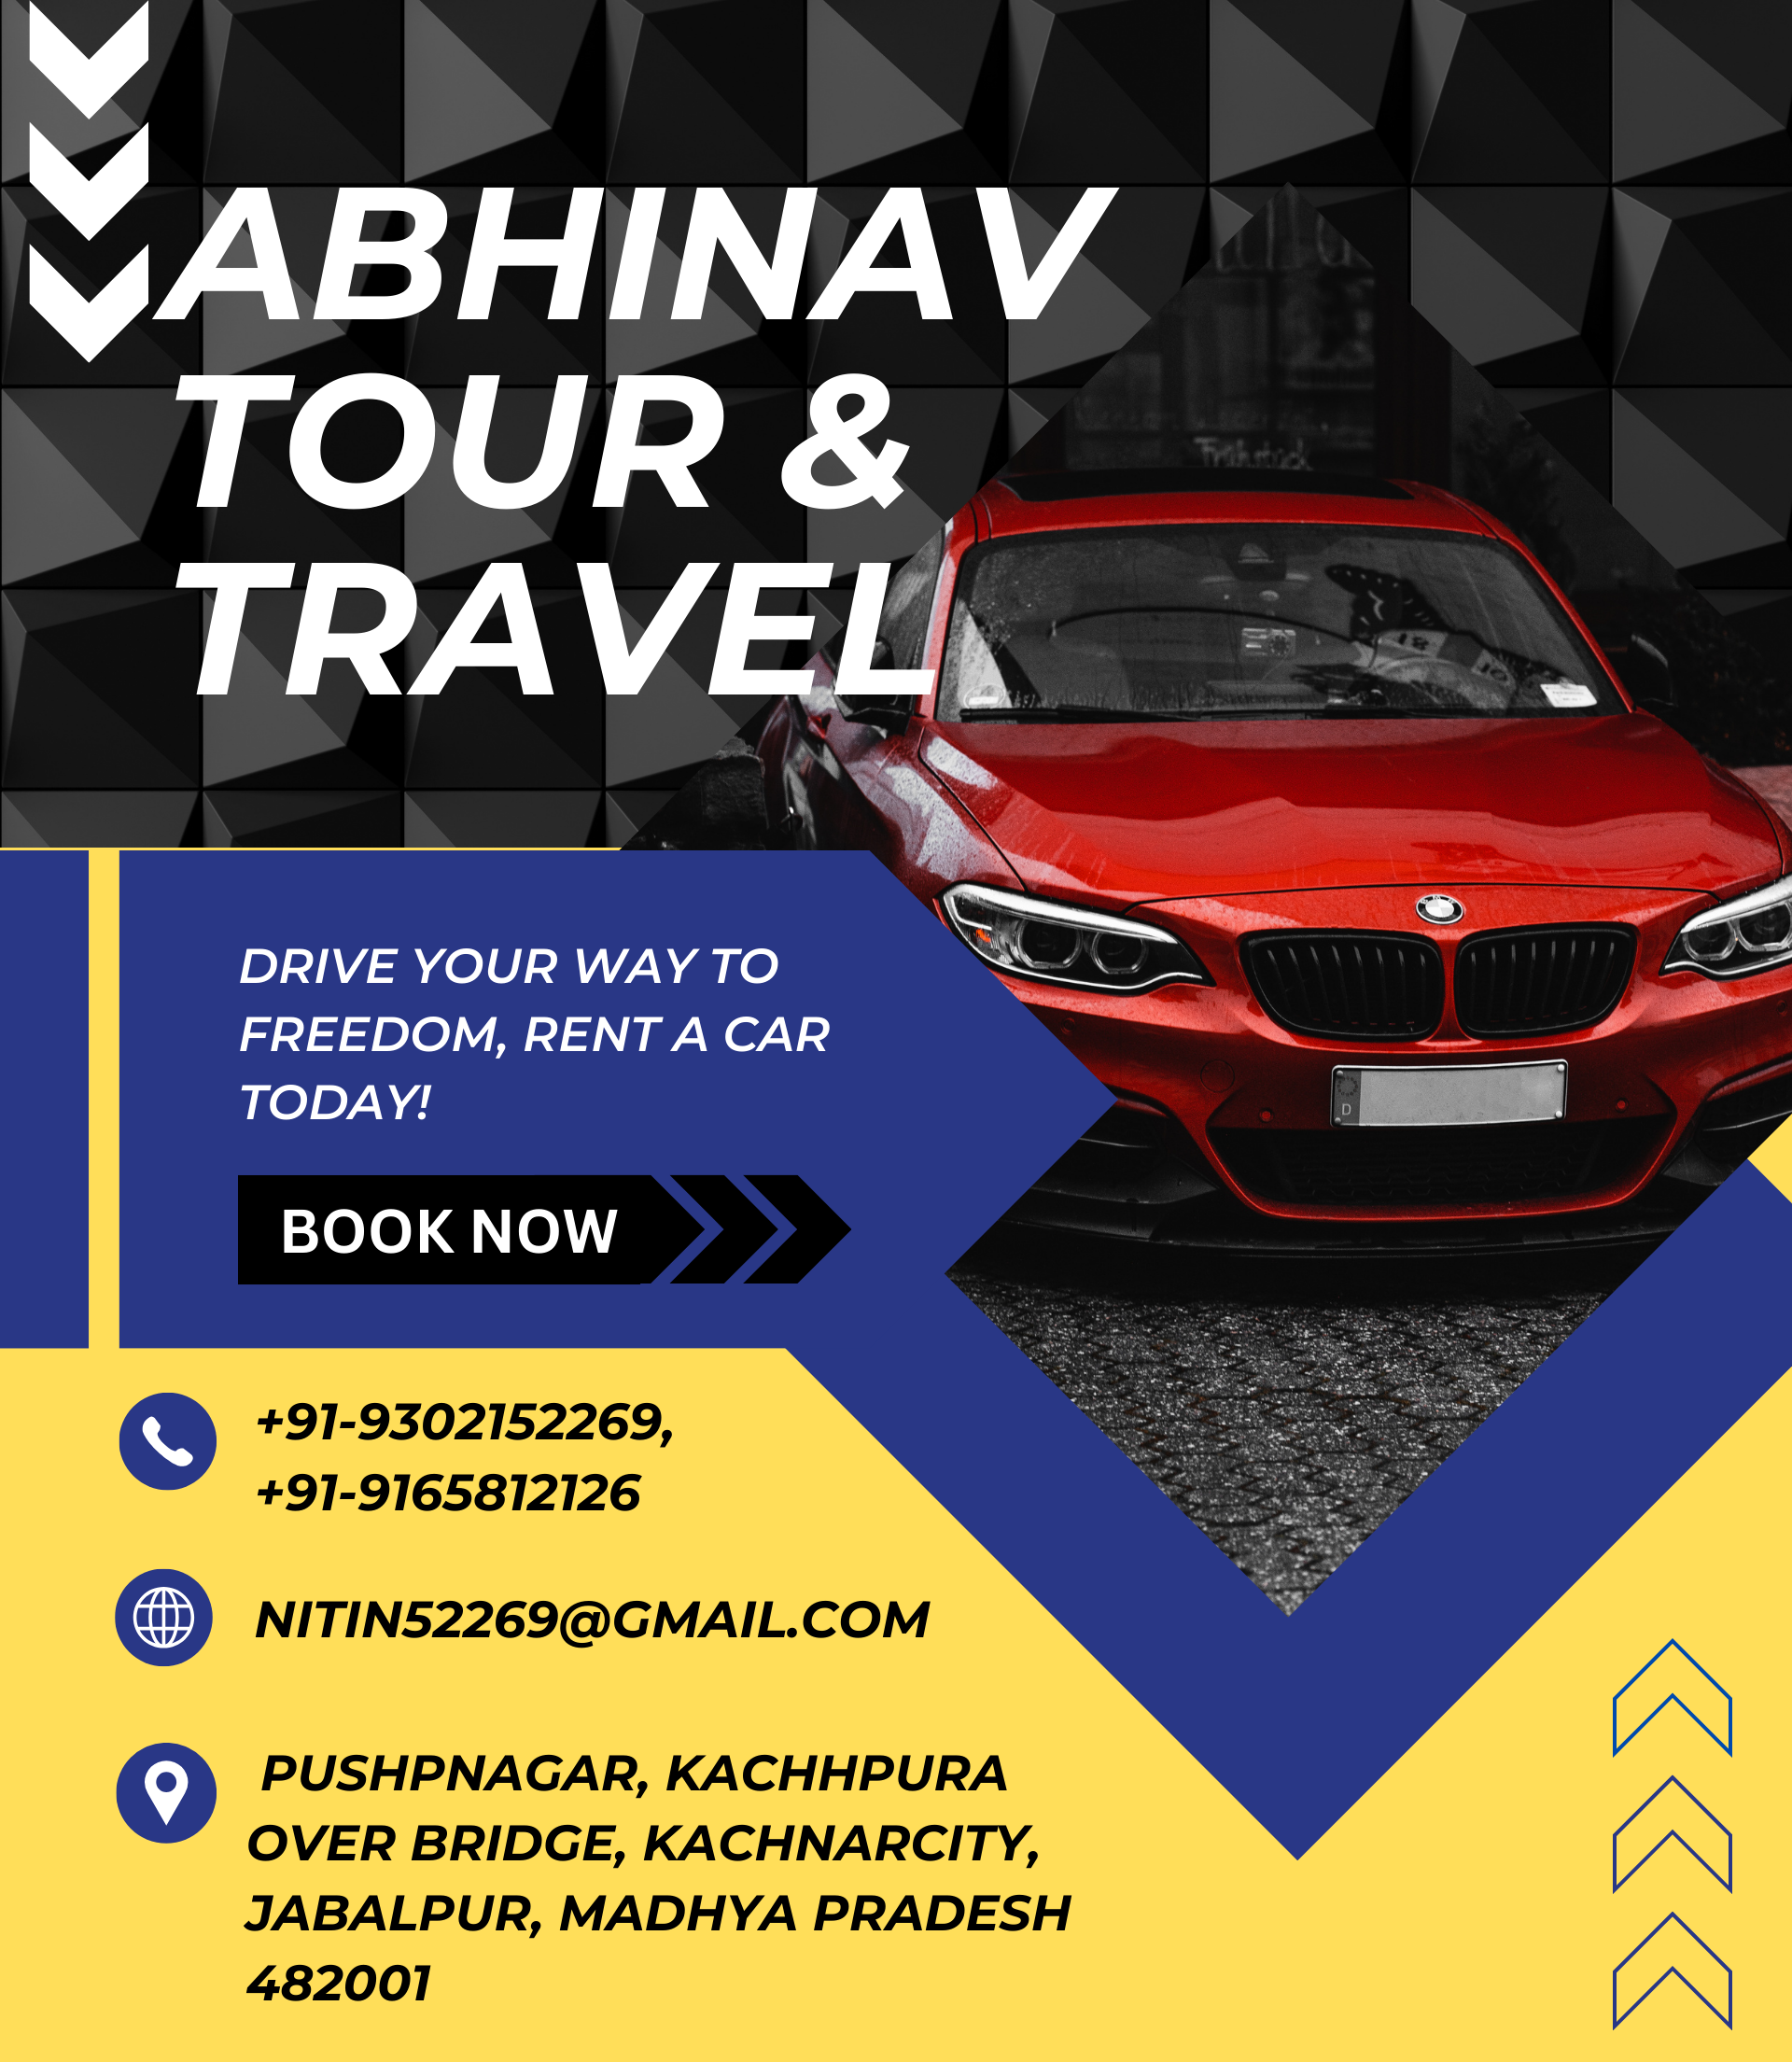 ABHINAV
TOUR &
TRAVEL
Frühstück
DRIVE YOUR WAY TO
FREEDOM, RENT A CAR
TODAY!
D
BOOK NOW
+91-9302152269,
+91-9165812126
NITIN52269@GMAIL.COM
PUSHPNAGAR, KACHHPURA
OVER BRIDGE, KACHNARCITY,
JABALPUR, MADHYA PRADESH
482001